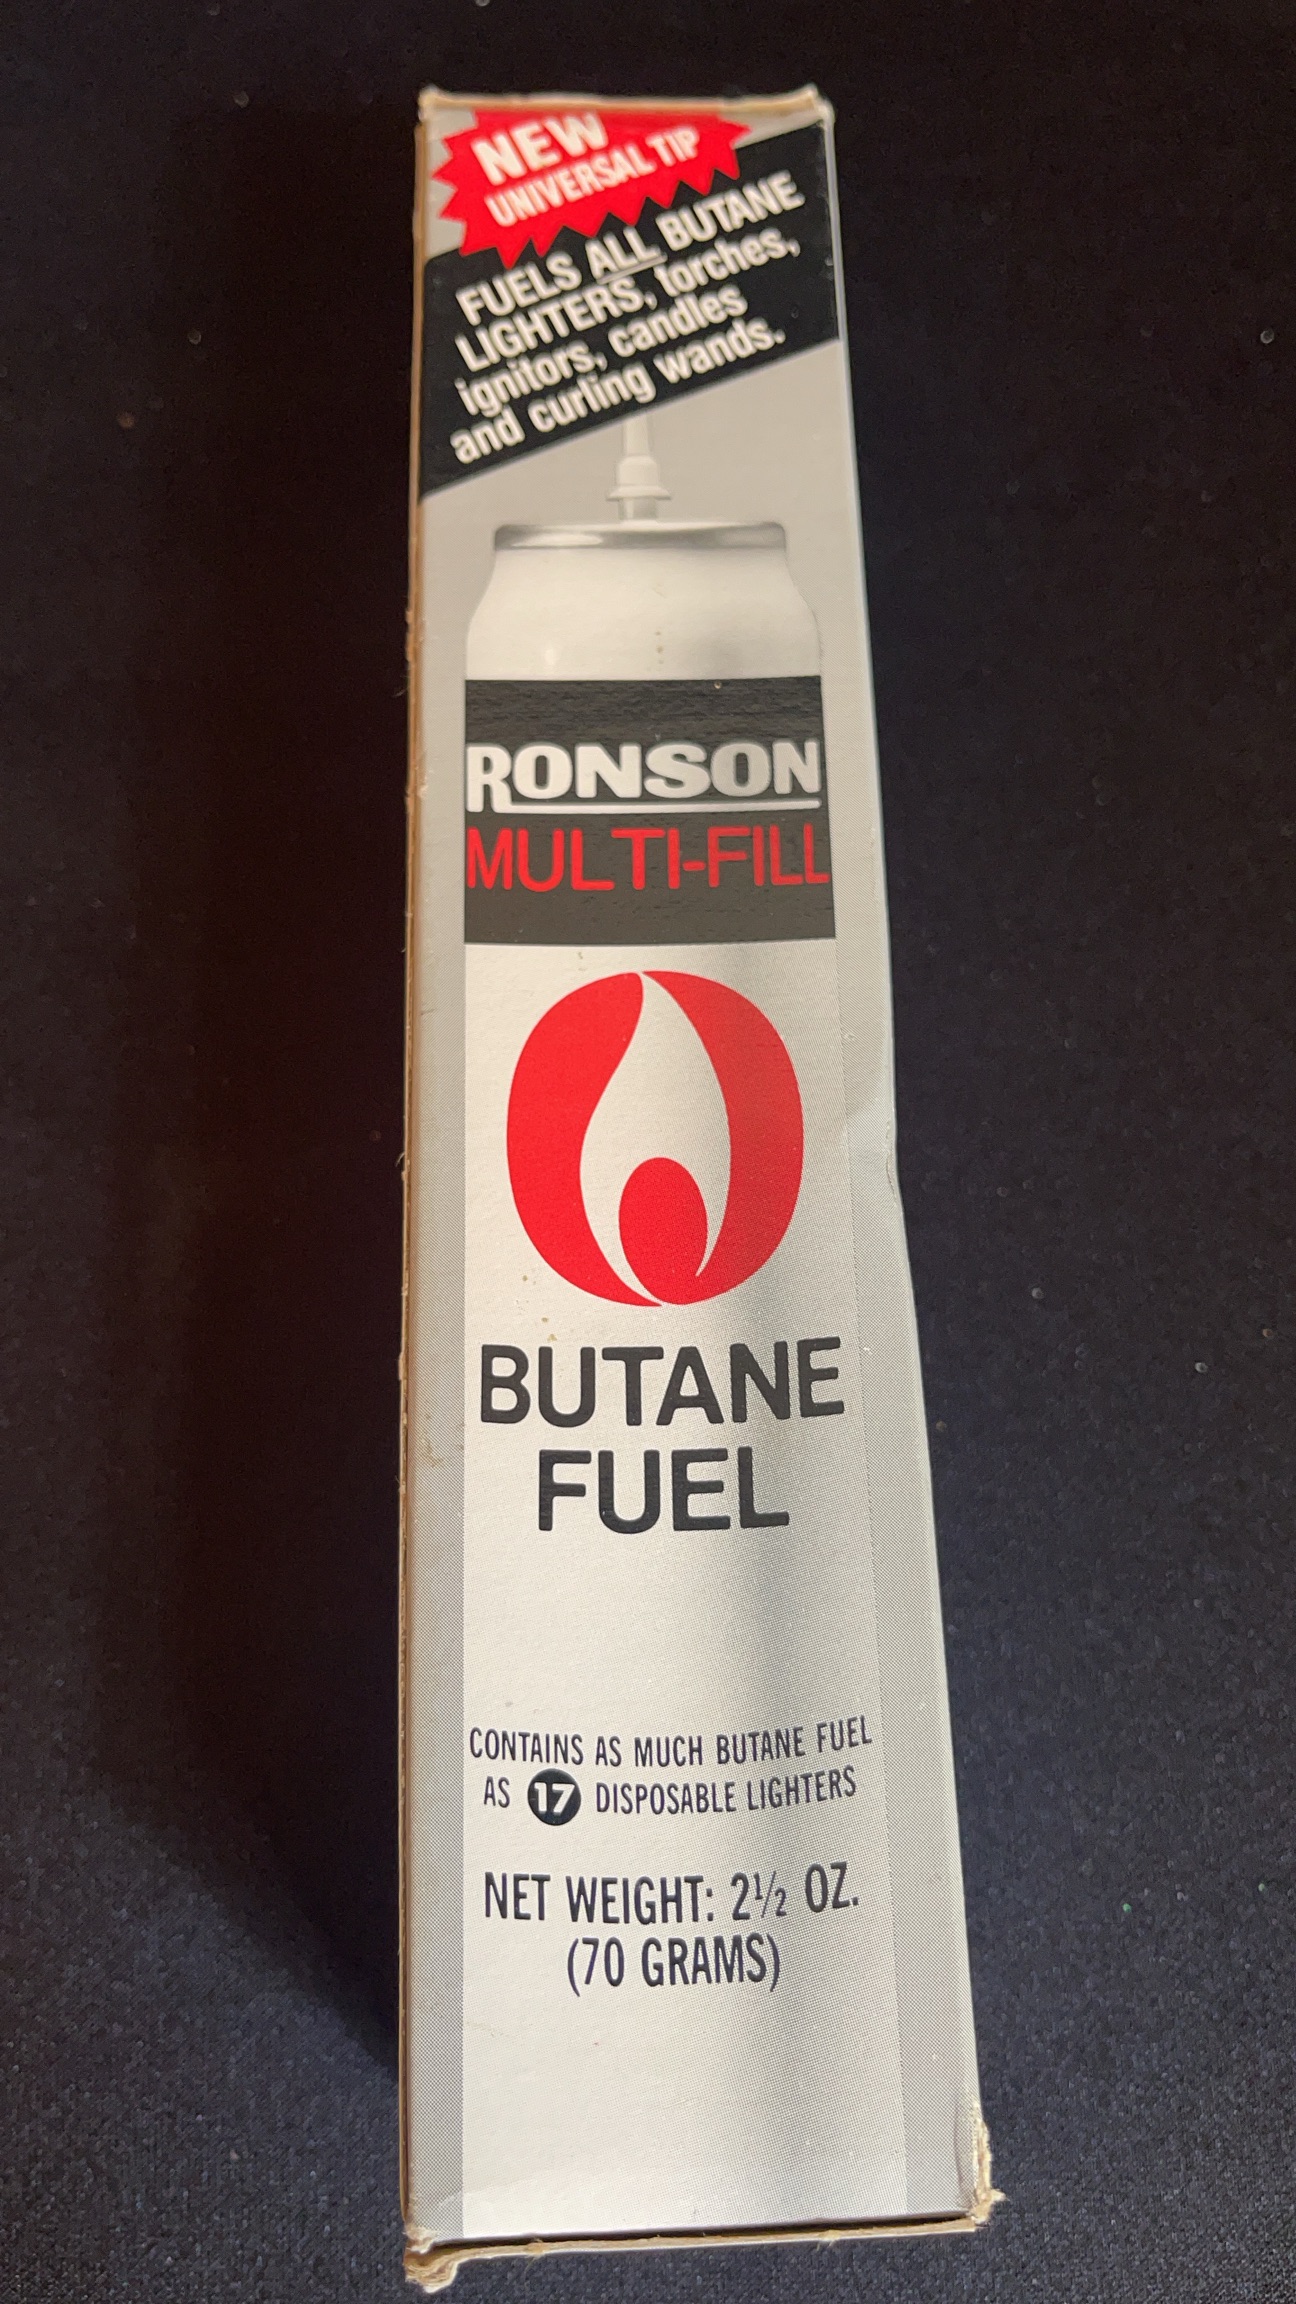 NEW
UNIVERSAL TIP
FUELS ALL BUTANE
LIGHTERS, torches,
ignitors, candles
and curling wands.
RONSON
MULTI-FILL
BUTANE
FUEL
CONTAINS AS MUCH BUTANE FUEL
AS 17 DISPOSABLE LIGHTERS
NET WEIGHT: 2½ OZ.
(70 GRAMS)